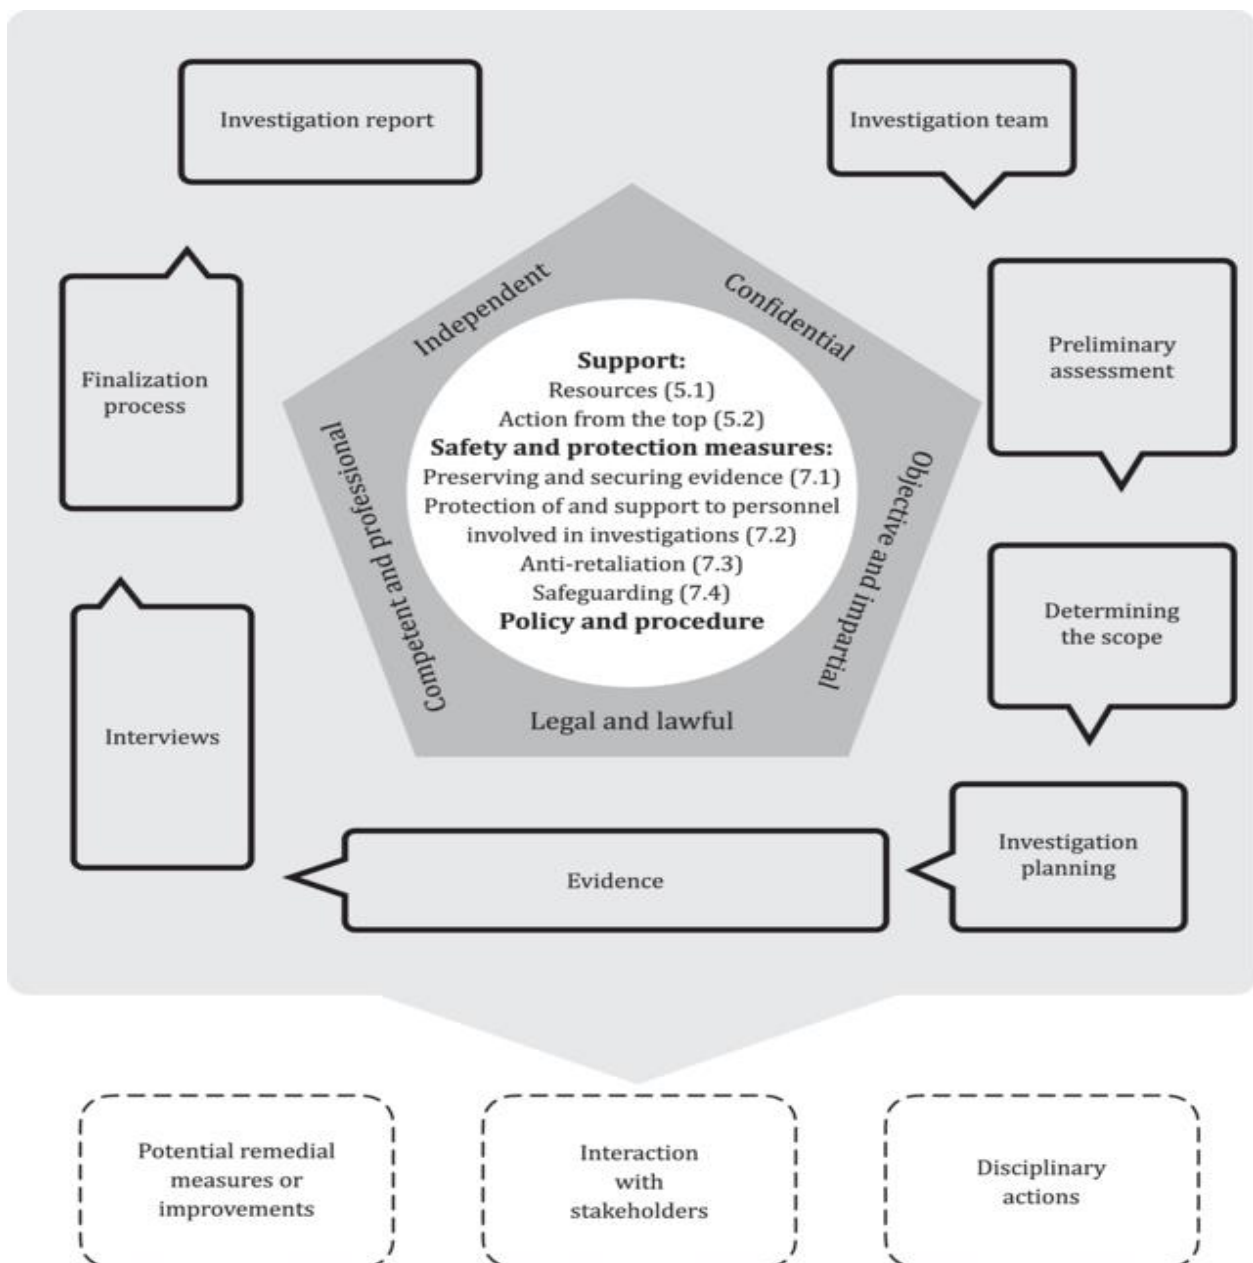 Investigation report
Investigation team
Independent
Confidential
Preliminary
assessment
Finalization
process
Support:
Resources (5.1)
Action from the top (5.2)
Safety and protection measures:
Preserving and securing evidence (7.1)
Protection of and support to personnel
involved in investigations (7.2)
Anti-retaliation (7.3)
Safeguarding (7.4)
Policy and procedure
Competent and professional
Objective and impartial
Legal and lawful
Determining
the scope
Interviews
Investigation
planning
Evidence
Potential remedial
measures or
improvements
Interaction
with
stakeholders
Disciplinary
actions